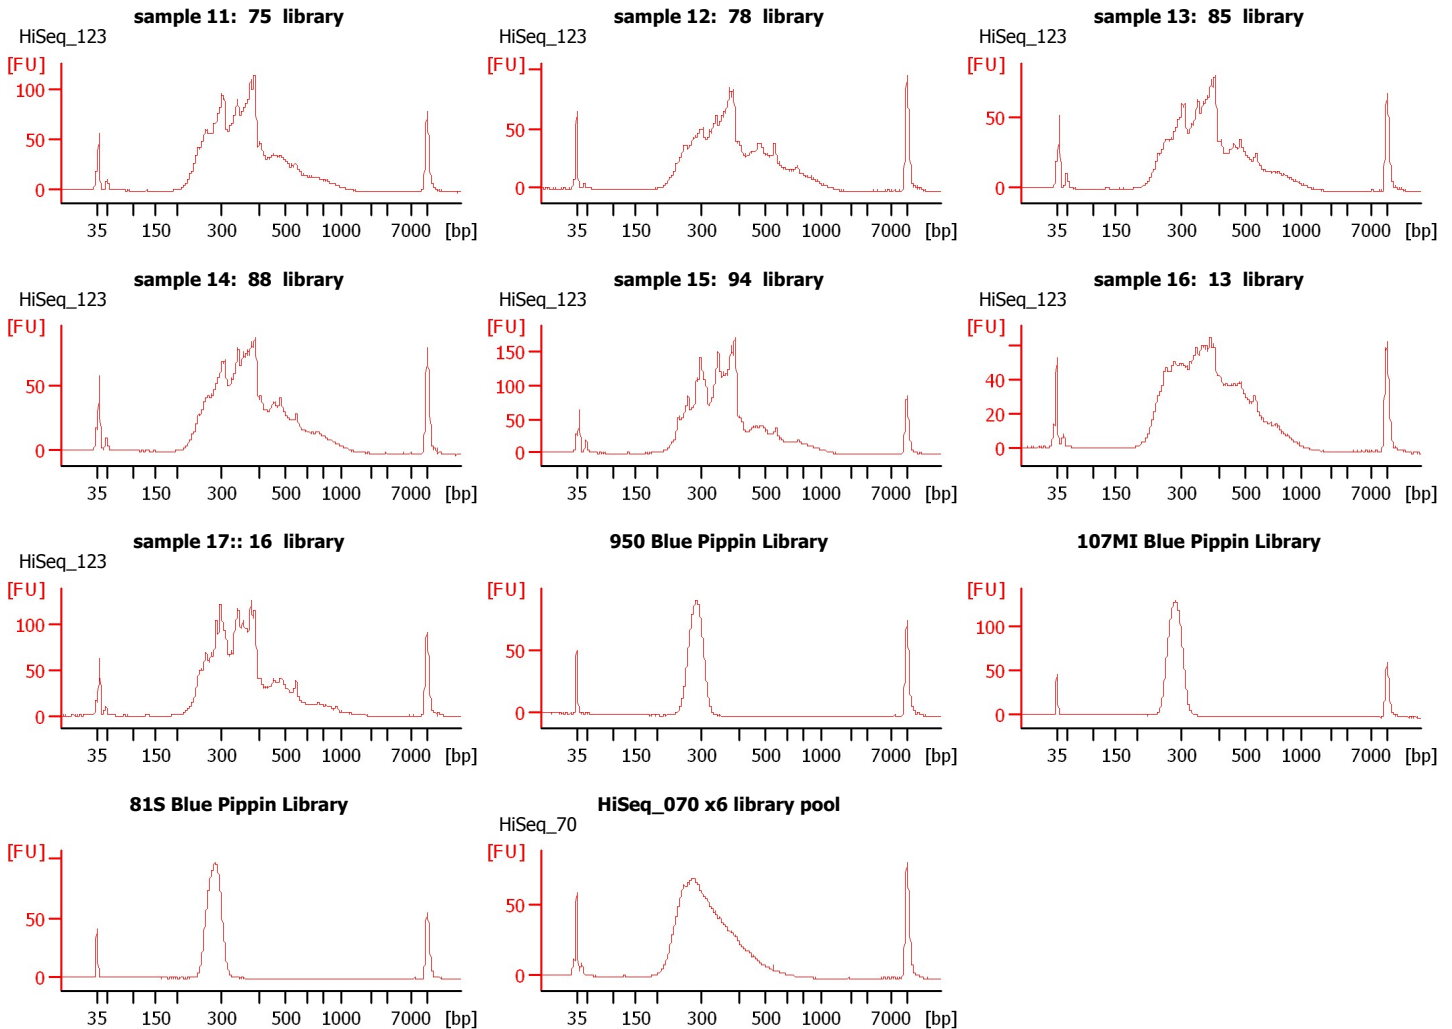 sample 11:  75  library
HiSeq_123
[FU]
100
50
0
35 150 300 500 1000 7000 [bp]
sample 12:  78  library
HiSeq_123
[FU]
50
0
35 150 300 500 1000 7000 [bp]
sample 13:  85  library
HiSeq_123
[FU]
50
0
35 150 300 500 1000 7000 [bp]
sample 14:  88  library
HiSeq_123
[FU]
50
0
35 150 300 500 1000 7000 [bp]
sample 15:  94  library
HiSeq_123
[FU]
150
100
50
0
35 150 300 500 1000 7000 [bp]
sample 16:  13  library
HiSeq_123
[FU]
40
20
0
35 150 300 500 1000 7000 [bp]
sample 17:: 16  library
HiSeq_123
[FU]
100
50
0
35 150 300 500 1000 7000 [bp]
950 Blue Pippin Library
[FU]
50
0
35 150 300 500 1000 7000 [bp]
107MI Blue Pippin Library
[FU]
100
50
0
35 150 300 500 1000 7000 [bp]
81S Blue Pippin Library
[FU]
50
0
35 150 300 500 1000 7000 [bp]
HiSeq_070 x6 library pool
HiSeq_70
[FU]
50
0
35 150 300 500 1000 7000 [bp]